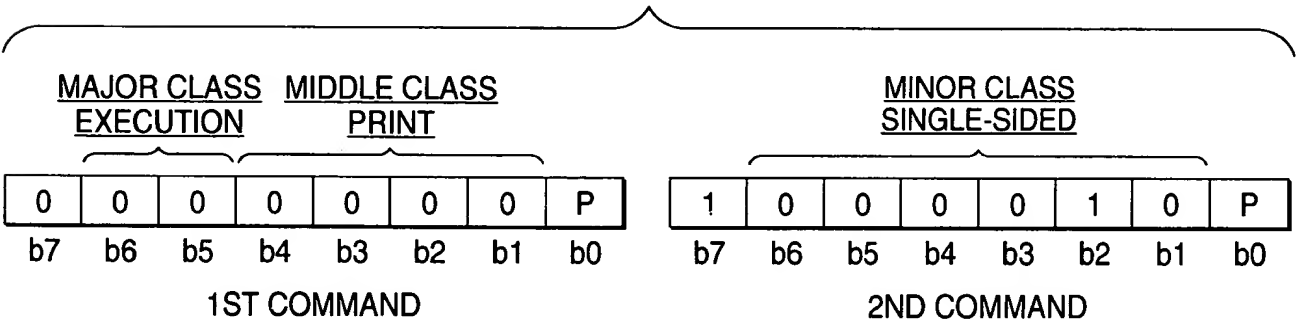 MAJOR CLASS MIDDLE CLASS MINOR CLASS
EXECUTION PRINT SINGLE-SIDED
0 0 0 0 0 0 0 P 1 0 0 0 0 1 0 P
b7 b6 b5 b4 b3 b2 b1 b0 b7 b6 b5 b4 b3 b2 b1 b0
1ST COMMAND 2ND COMMAND